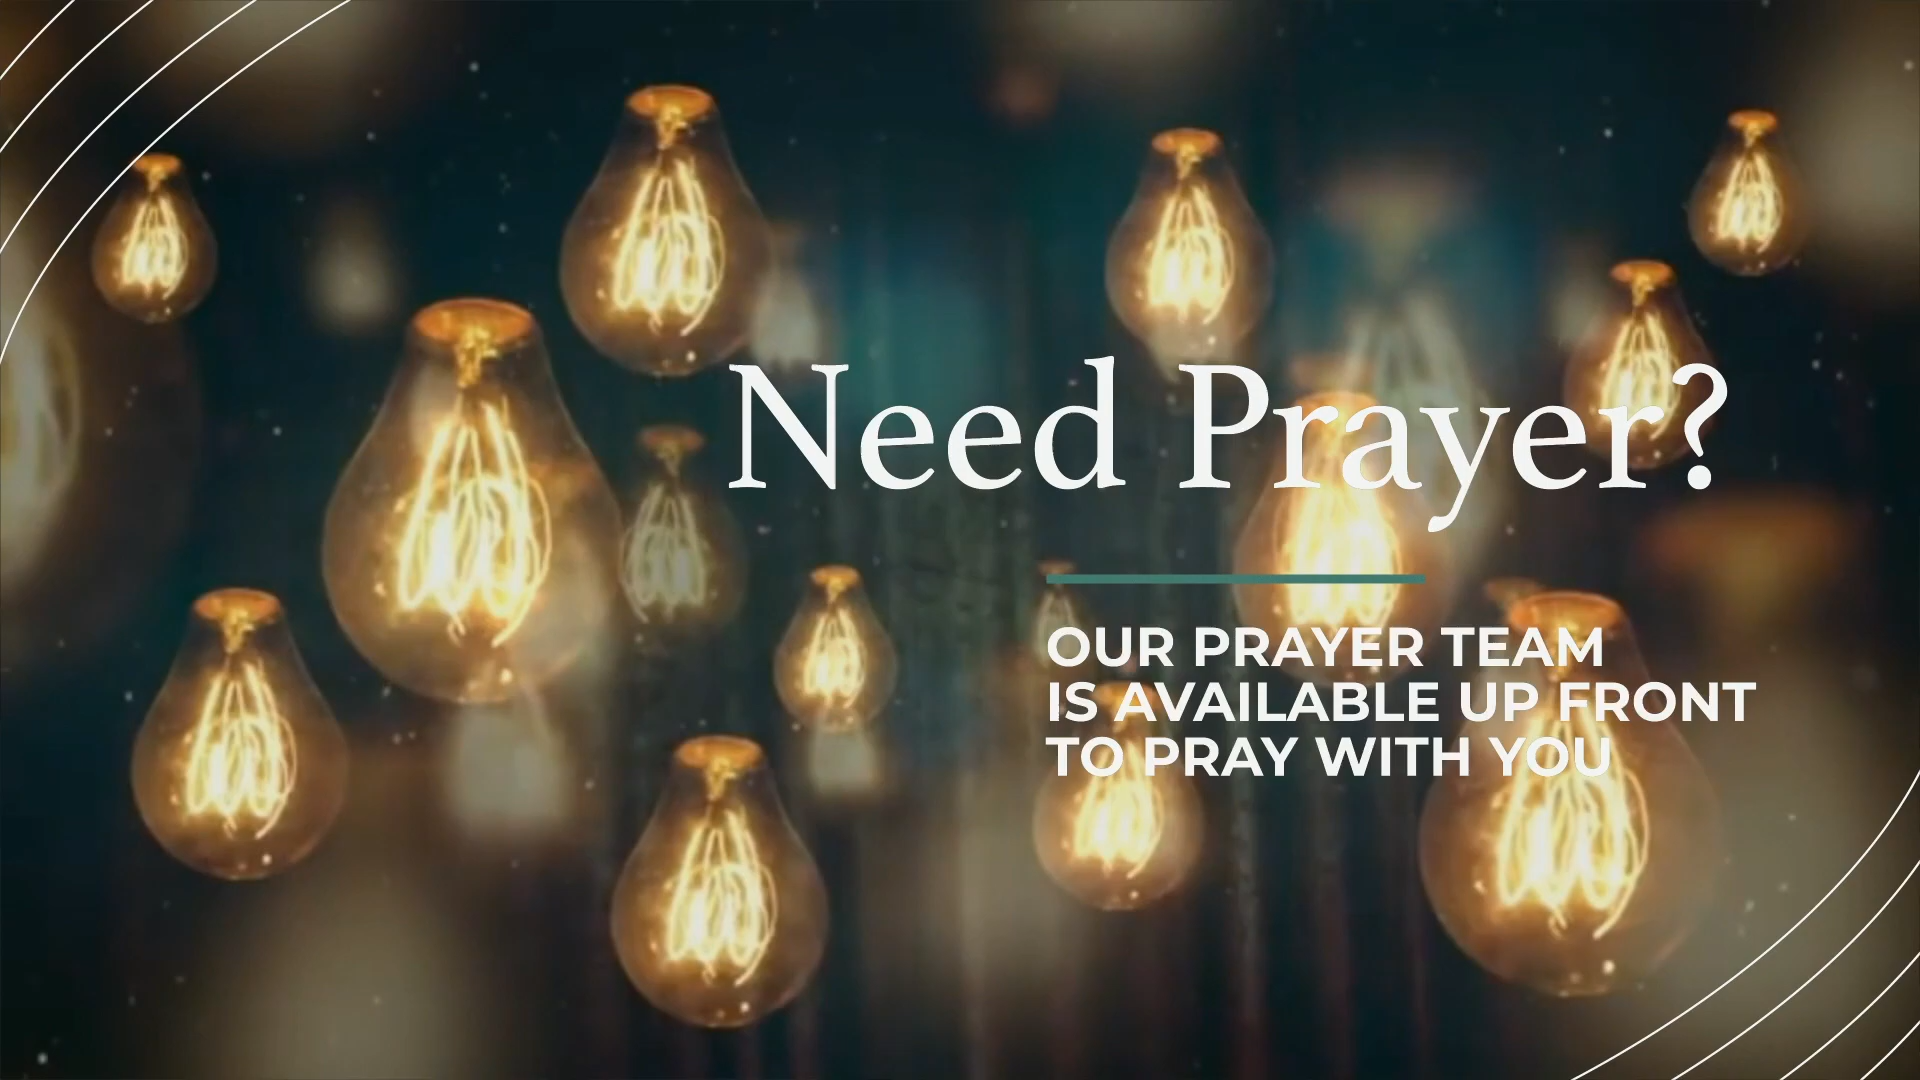 Need Prayer?
OUR PRAYER TEAM
IS AVAILABLE UP FRONT
TO PRAY WITH YOU